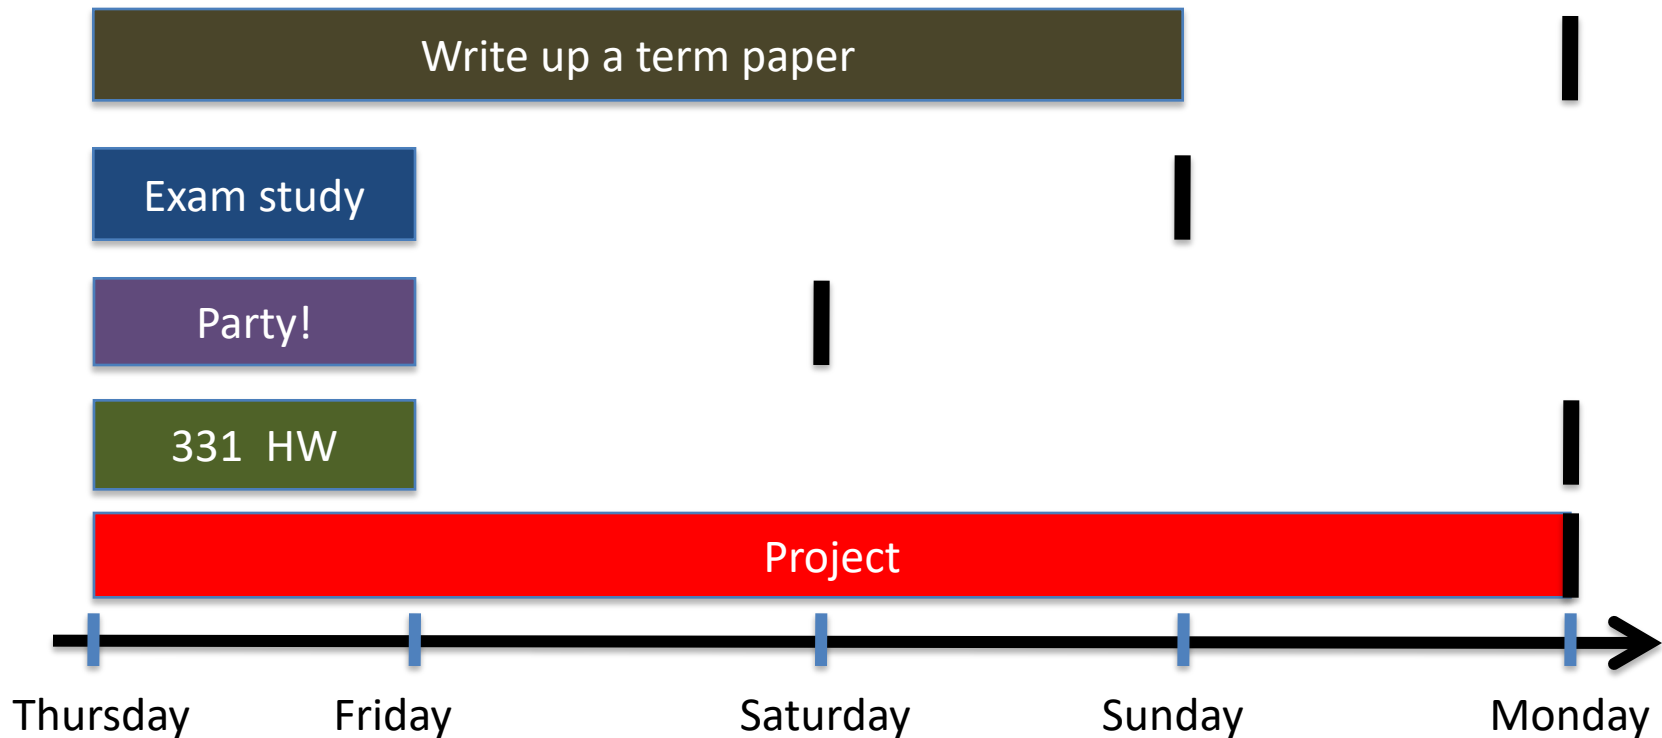 Write up a term paper
Exam study
Party!
331 HW
Project
Thursday Friday Saturday Sunday Monday